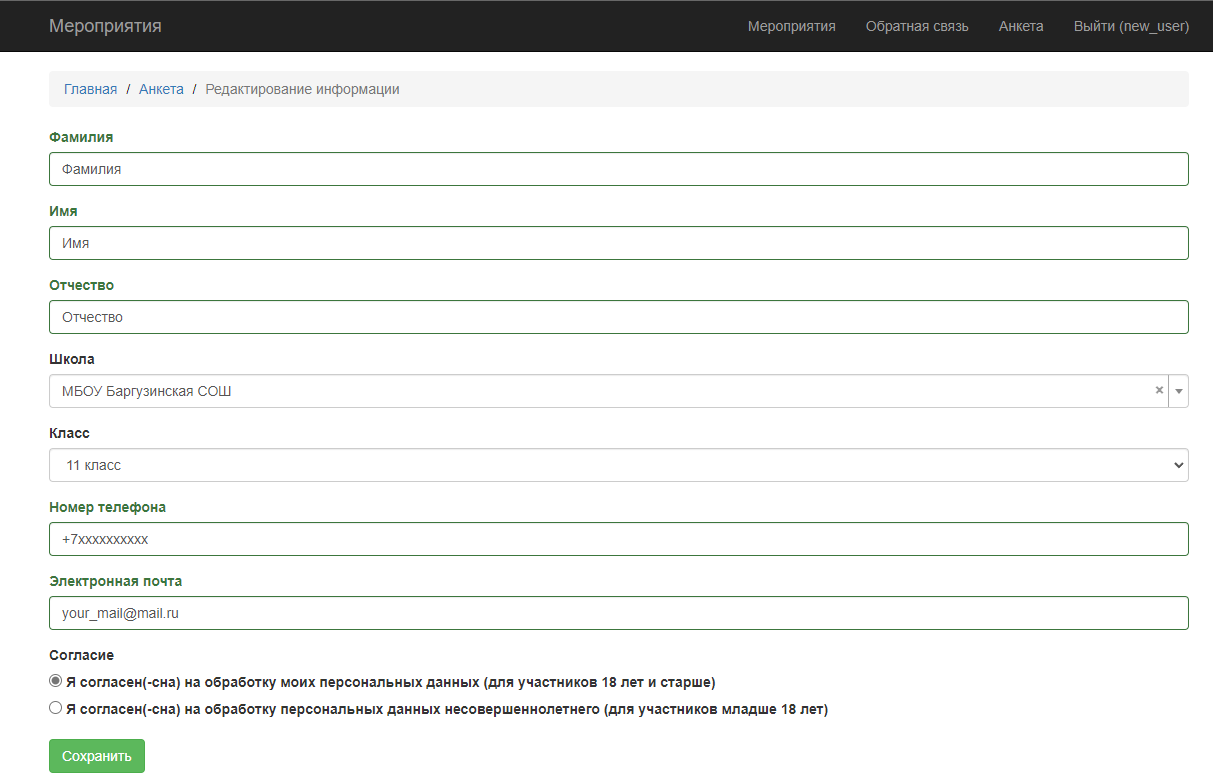 Мероприятия
Мероприятия Обратная связь Анкета Выйти (new_user)
Главная / Анкета / Редактирование информации
Фамилия
Фамилия
Имя
Имя
Отчество
Отчество
Школа
МБОУ Баргузинская СОШ ×
Класс
11 класс
Номер телефона
+7xxxxxxxxxx
Электронная почта
your_mail@mail.ru
Согласие
Я согласен(-сна) на обработку моих персональных данных (для участников 18 лет и старше)
Я согласен(-сна) на обработку персональных данных несовершеннолетнего (для участников младше 18 лет)
Сохранить